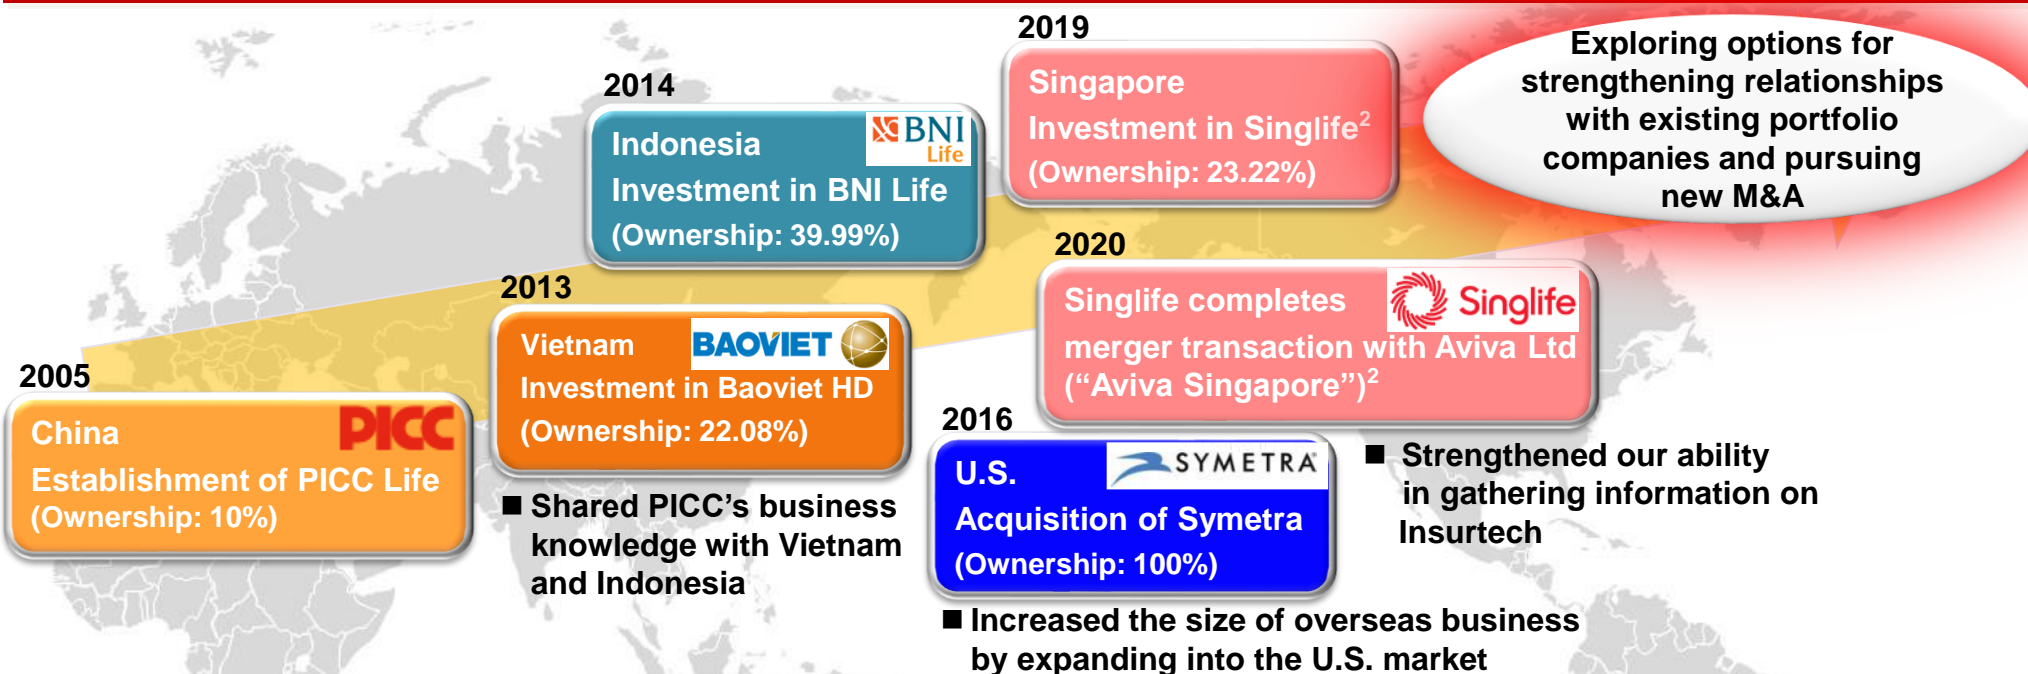 2005
China
PICC
Establishment of PICC Life
(Ownership: 10%)
2013
Vietnam
BAOVIET
Investment in Baoviet HD
(Ownership: 22.08%)
■ Shared PICC’s business
knowledge with Vietnam
and Indonesia
2014
Indonesia
BNI
Life
Investment in BNI Life
(Ownership: 39.99%)
2016
U.S.
SYMETRA
Acquisition of Symetra
(Ownership: 100%)
■ Increased the size of overseas business
by expanding into the U.S. market
2019
Singapore
Investment in Singlife²
(Ownership: 23.22%)
2020
Singlife completes
Singlife
merger transaction with Aviva Ltd
(“Aviva Singapore”)²
■ Strengthened our ability
in gathering information on
Insurtech
Exploring options for
strengthening relationships
with existing portfolio
companies and pursuing
new M&A